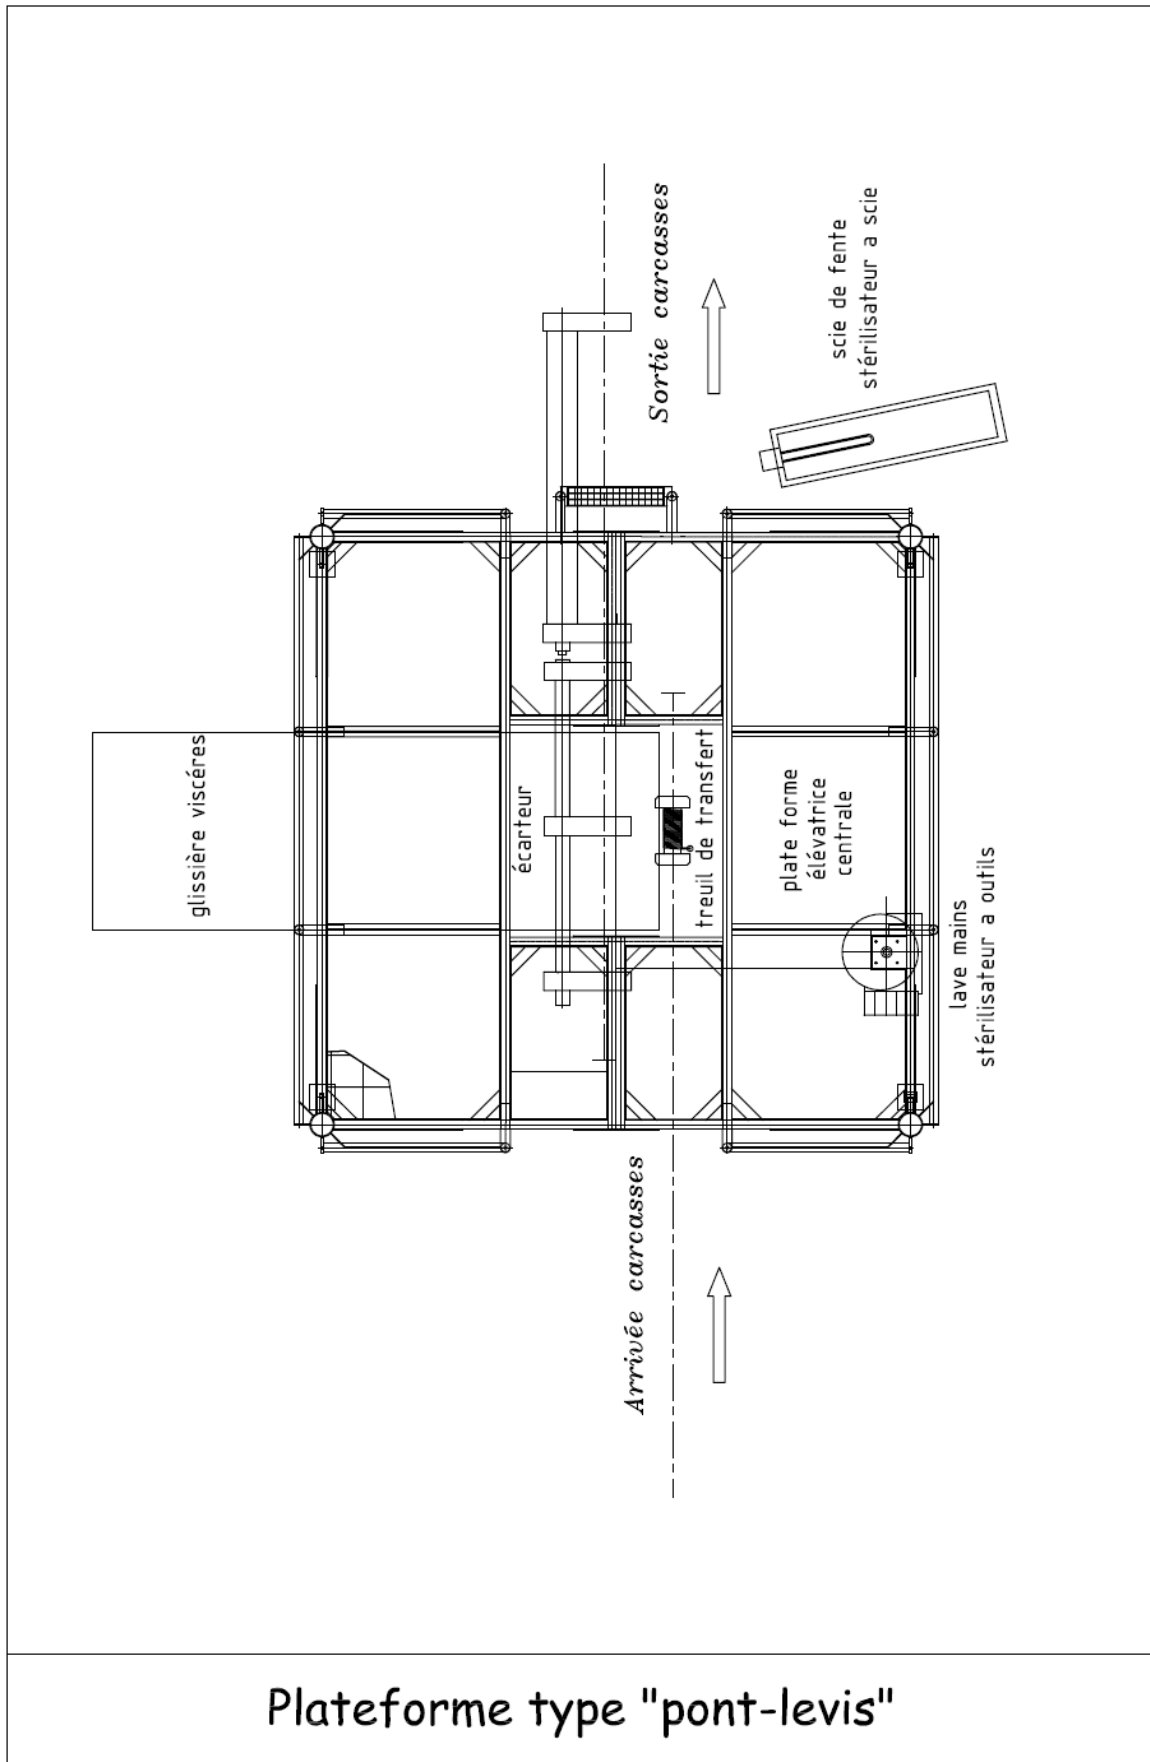 glissière viscéres
écarteur
Sortie carcasses
Arrivée carcasses
treuil de transfert
plate forme
élévatrice
centrale
scie de fente
stérilisateur a scie
lave mains
stérilisateur a outils
Plateforme type "pont-levis"